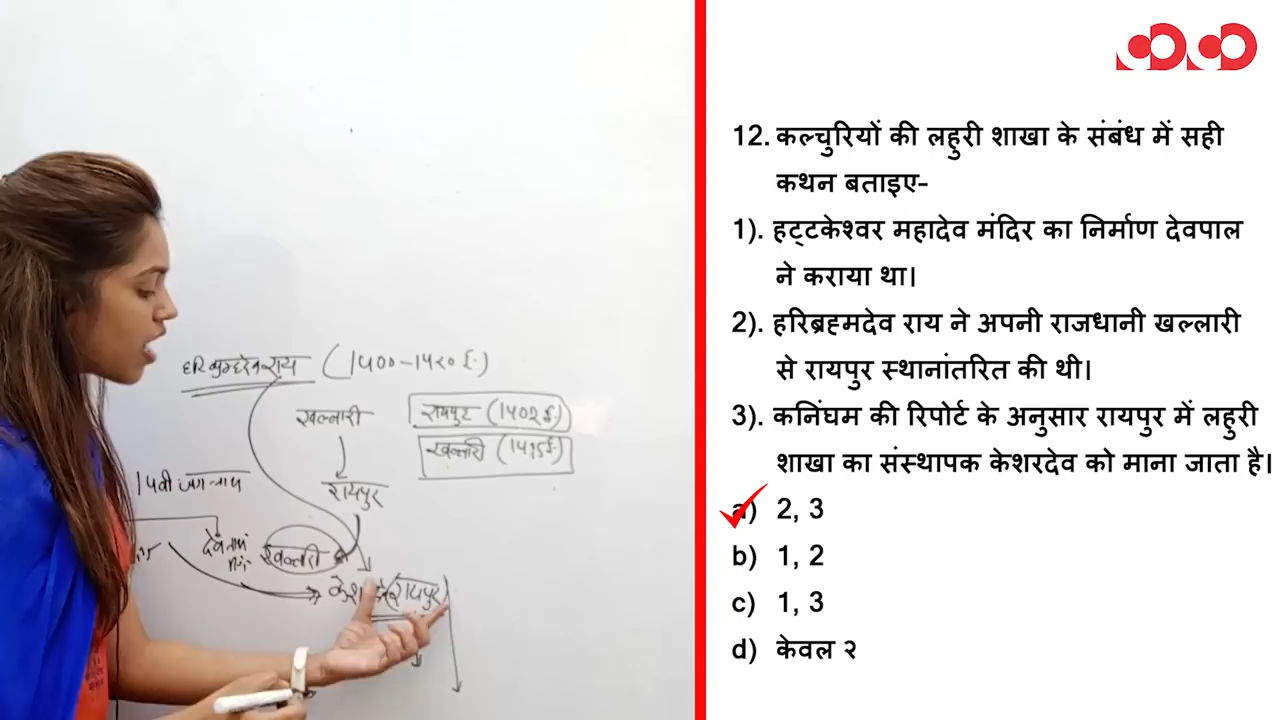 12. कल्चुरियों की लहुरी शाखा के संबंध में सही
कथन बताइए-
1). हट्टकेश्वर महादेव मंदिर का निर्माण देवपाल
ने कराया था।
2). हरिब्रह्मदेव राय ने अपनी राजधानी खल्लारी
से रायपुर स्थानांतरित की थी।
3). कनिंघम की रिपोर्ट के अनुसार रायपुर में लहुरी
शाखा का संस्थापक केशरदेव को माना जाता है।
a) 2, 3
b) 1, 2
c) 1, 3
d) केवल २
(1400-1420 ई.)
खल्लारी
रायपुर (1402 ई.)
खल्लारी (1415 ई.)
रायपुर
खल्लारी
(रायपुर)